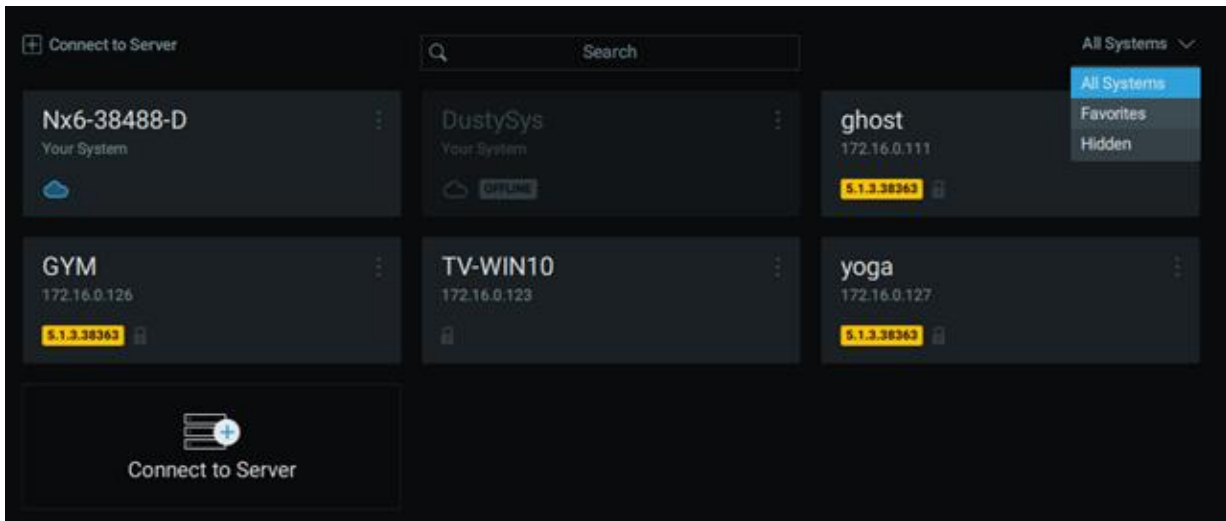 Connect to Server
Search
All Systems
All Systems
Favorites
Hidden
Nx6-38488-D
Your System
DustySys
Your System
OFFLINE
ghost
172.16.0.111
5.1.3.38363
GYM
172.16.0.126
5.1.3.38363
TV-WIN10
172.16.0.123
yoga
172.16.0.127
5.1.3.38363
Connect to Server